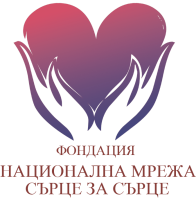 ФОНДАЦИЯ
НАЦИОНАЛНА МРЕЖА
СЪРЦЕ ЗА СЪРЦЕ